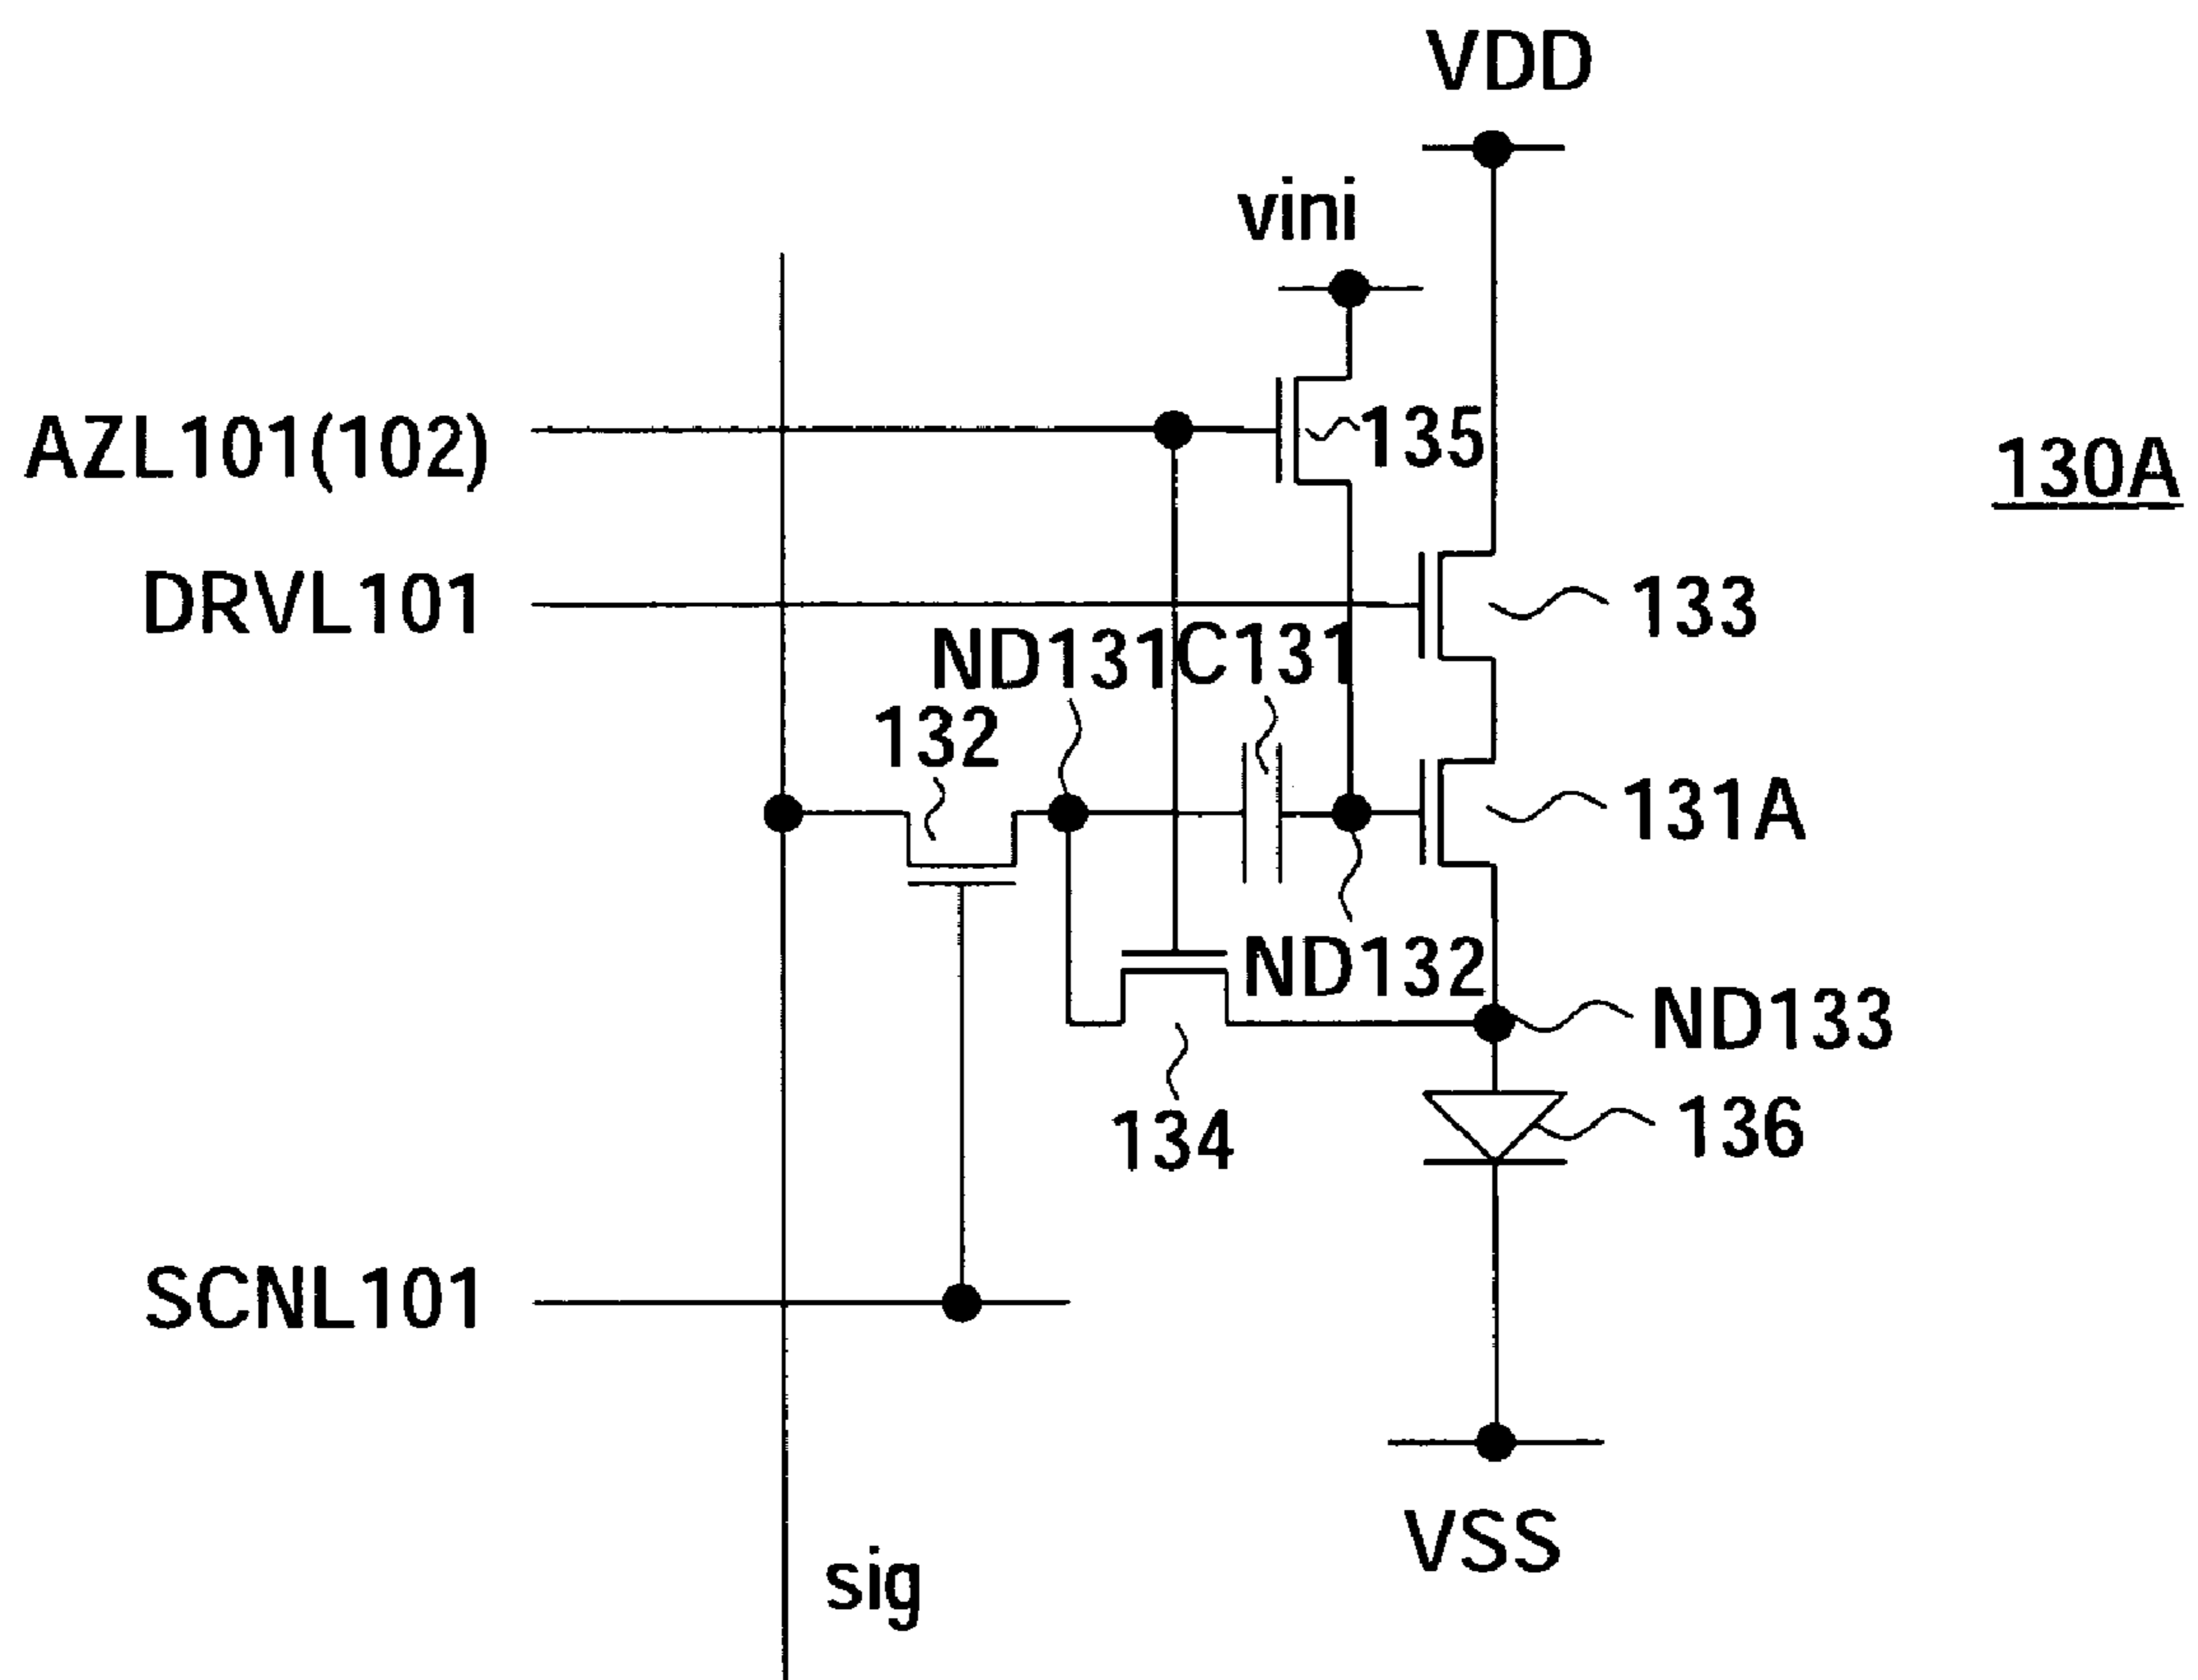 VDD
vini
AZL101(102)
135
130A
DRVL101
133
ND131
C131
132
131A
ND132
ND133
134
136
SCNL101
VSS
sig